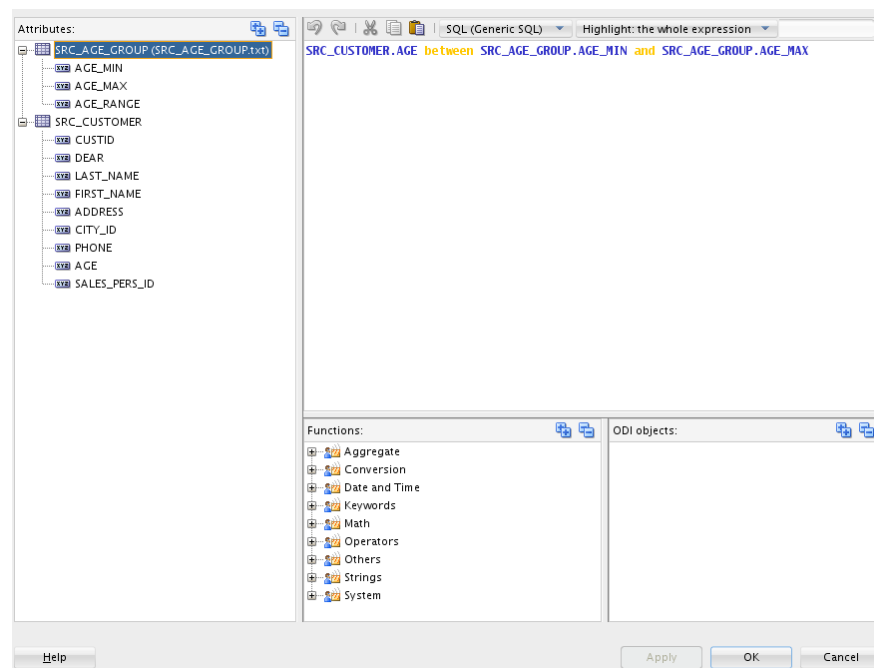 Attributes:
SRC_AGE_GROUP (SRC_AGE_GROUP.txt)
AGE_MIN
AGE_MAX
AGE_RANGE
SRC_CUSTOMER
CUSTID
DEAR
LAST_NAME
FIRST_NAME
ADDRESS
CITY_ID
PHONE
AGE
SALES_PERS_ID
SQL (Generic SQL) Highlight: the whole expression
SRC_CUSTOMER.AGE between SRC_AGE_GROUP.AGE_MIN and SRC_AGE_GROUP.AGE_MAX
Functions:
Aggregate
Conversion
Date and Time
Keywords
Math
Operators
Others
Strings
System
ODI objects:
Help Apply OK Cancel